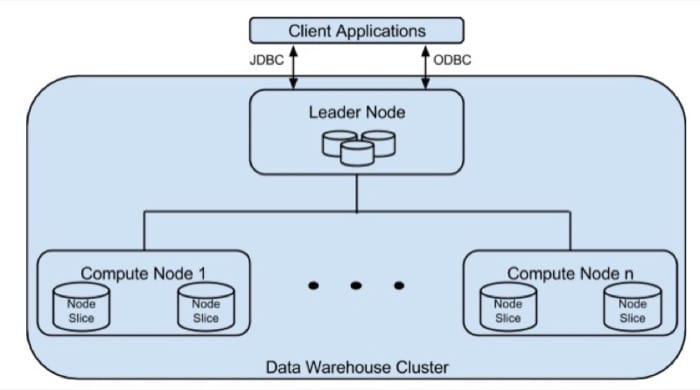 Client Applications
JDBC
ODBC
Leader Node
Compute Node 1
Node
Slice
Node
Slice
Compute Node n
Node
Slice
Node
Slice
Data Warehouse Cluster